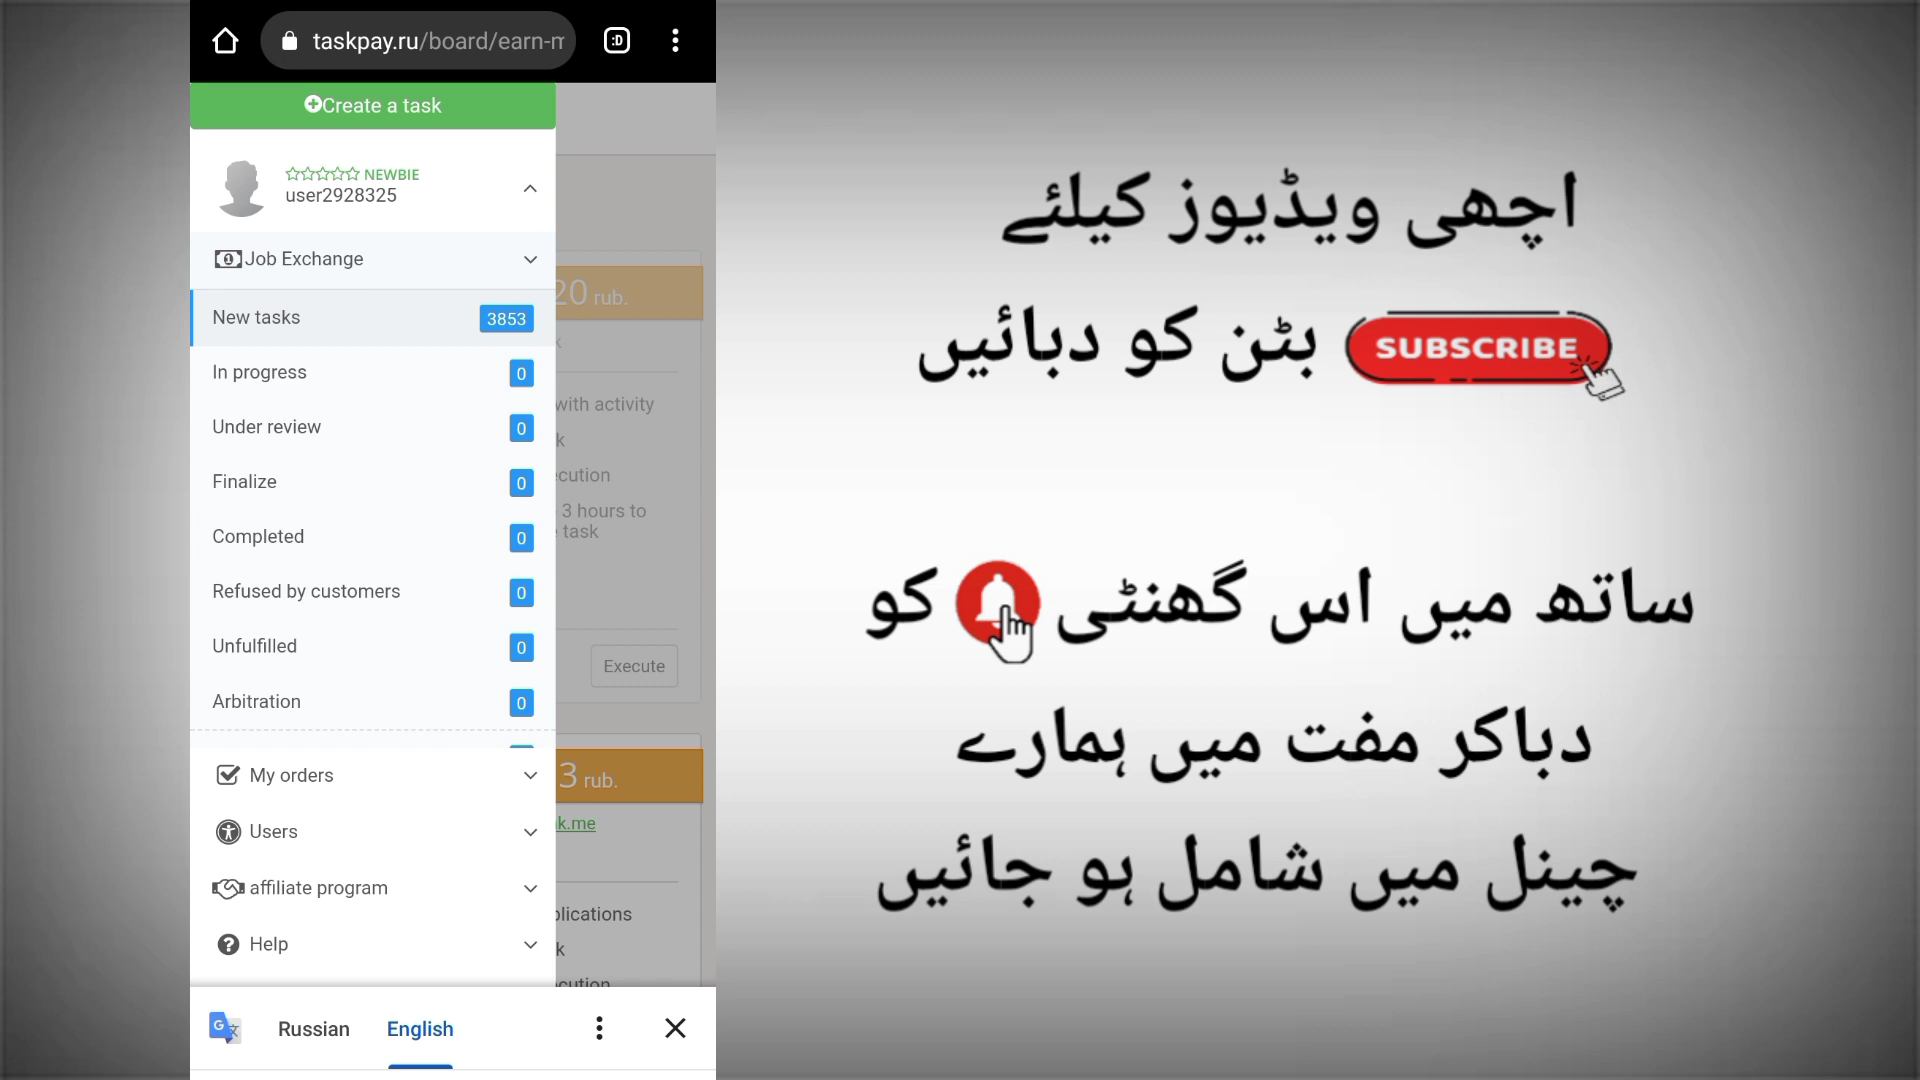 taskpay.ru/board/earn-m
:D
Create a task
NEWBIE
user2928325
Job Exchange
20 rub.
New tasks 3853
In progress 0
with activity
Under review 0
Finalize 0
3 hours to
task
Completed 0
Refused by customers 0
Unfulfilled 0
Execute
Arbitration 0
My orders
3 rub.
k.me
Users
affiliate program
Help
Russian English
اچھی ویڈیوز کیلئے
SUBSCRIBE بٹن کو دبائیں
ساتھ میں اس گھنٹی کو
دباکر مفت میں ہمارے
چینل میں شامل ہو جائیں